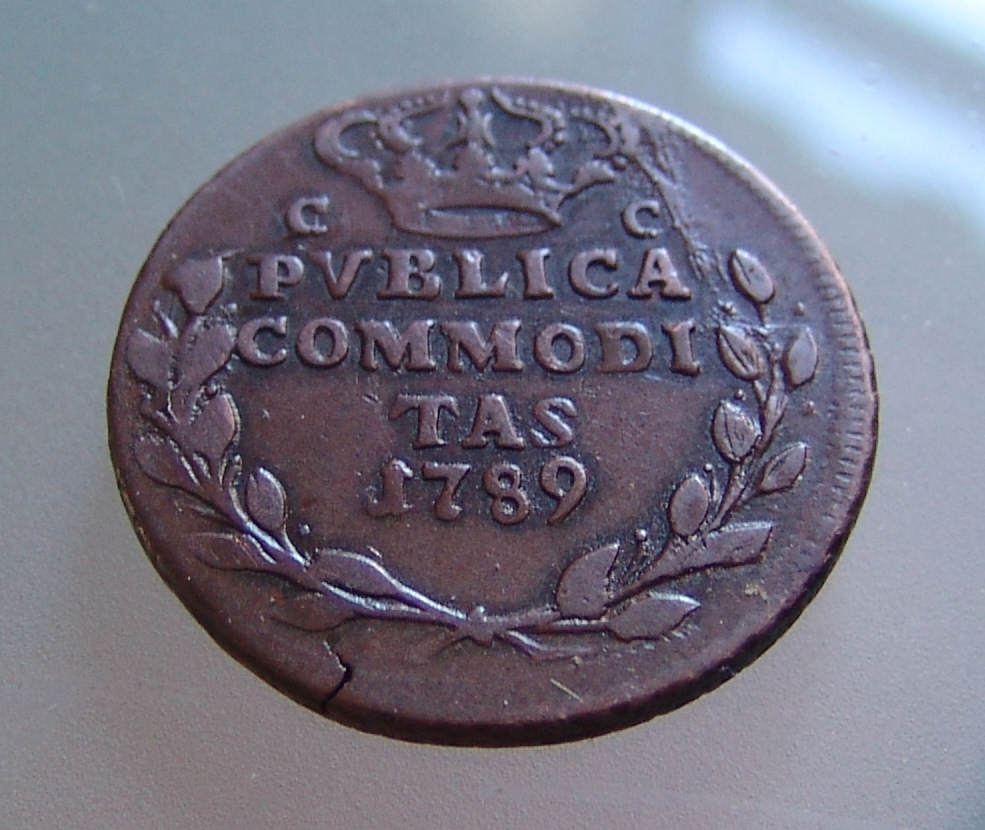 C C
PVBLICA
COMMODI
TAS
1789